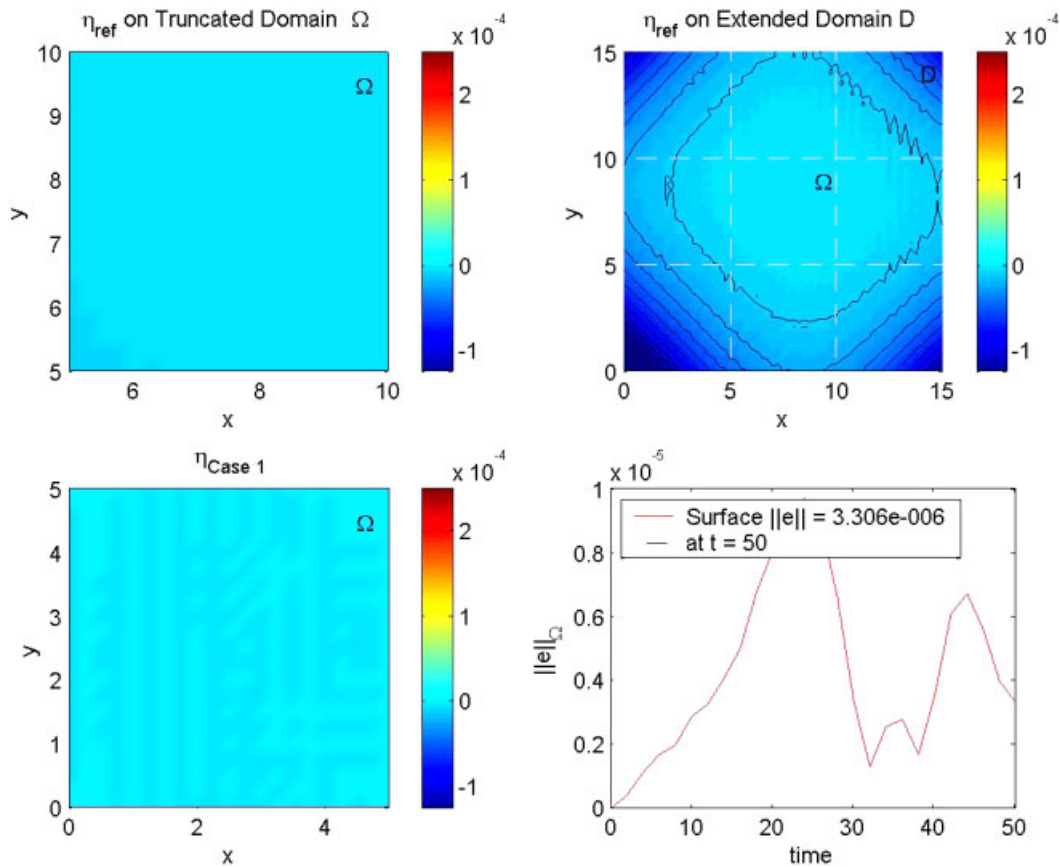 η_ref on Truncated Domain Ω
x 10^-4
10
9
8
7
6
5
y
6
8
10
x
Ω
2
1
0
-1
η_ref on Extended Domain D
x 10^-4
15
10
5
0
y
0
5
10
15
x
D
Ω
2
1
0
-1
η_Case 1
x 10^-4
5
4
3
2
1
0
y
0
2
4
x
Ω
2
1
0
-1
x 10^-5
1
0.8
0.6
0.4
0.2
0
||e||_Ω
Surface ||e|| = 3.306e-006
at t = 50
0
10
20
30
40
50
time